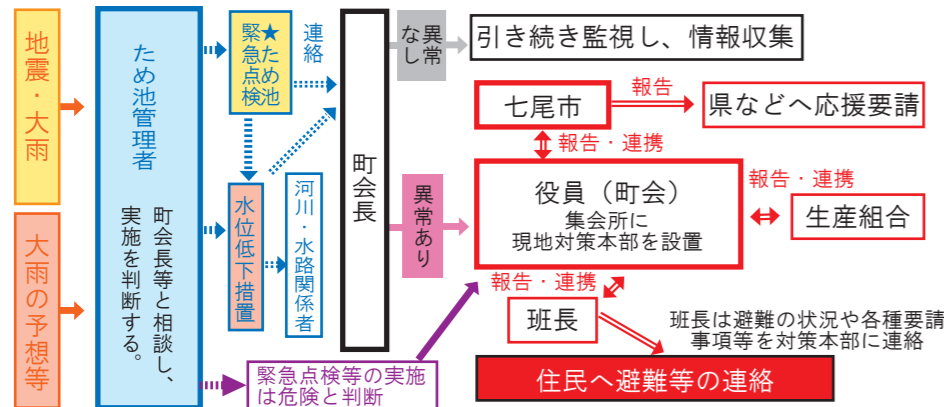 地震・大雨
大雨の予想等
ため池管理者
町会長等と相談し、
実施を判断する。
★ため池
緊急点検
連絡
水位低下措置
河川・水路関係者
緊急点検等の実施
は危険と判断
町会長
異常
なし
引き続き監視し、情報収集
異常あり
七尾市
報告
県などへ応援要請
報告・連携
役員（町会）
集会所に
現地対策本部を設置
報告・連携
生産組合
報告・連携
班長
班長は避難の状況や各種要請
事項等を対策本部に連絡
住民へ避難等の連絡